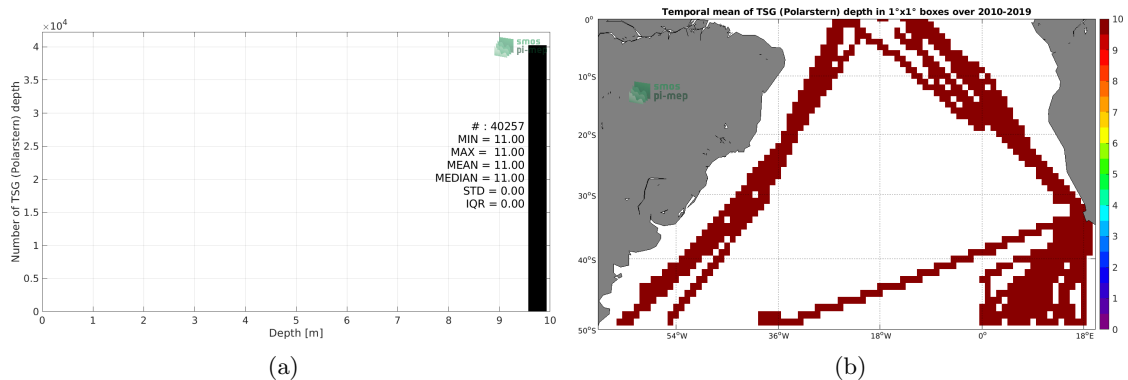 ×10⁴
4
3.5
3
2.5
2
1.5
1
0.5
0
Number of TSG (Polarstern) depth
smos
pi-mep
# : 40257
MIN = 11.00
MAX = 11.00
MEAN = 11.00
MEDIAN = 11.00
STD = 0.00
IQR = 0.00
0 1 2 3 4 5 6 7 8 9 10
Depth [m]
(a)
Temporal mean of TSG (Polarstern) depth in 1°x1° boxes over 2010-2019
0°
10°S
20°S
30°S
40°S
50°S
smos
pi-mep
54°W 36°W 18°W 0° 18°E
10
9
8
7
6
5
4
3
2
1
0
(b)